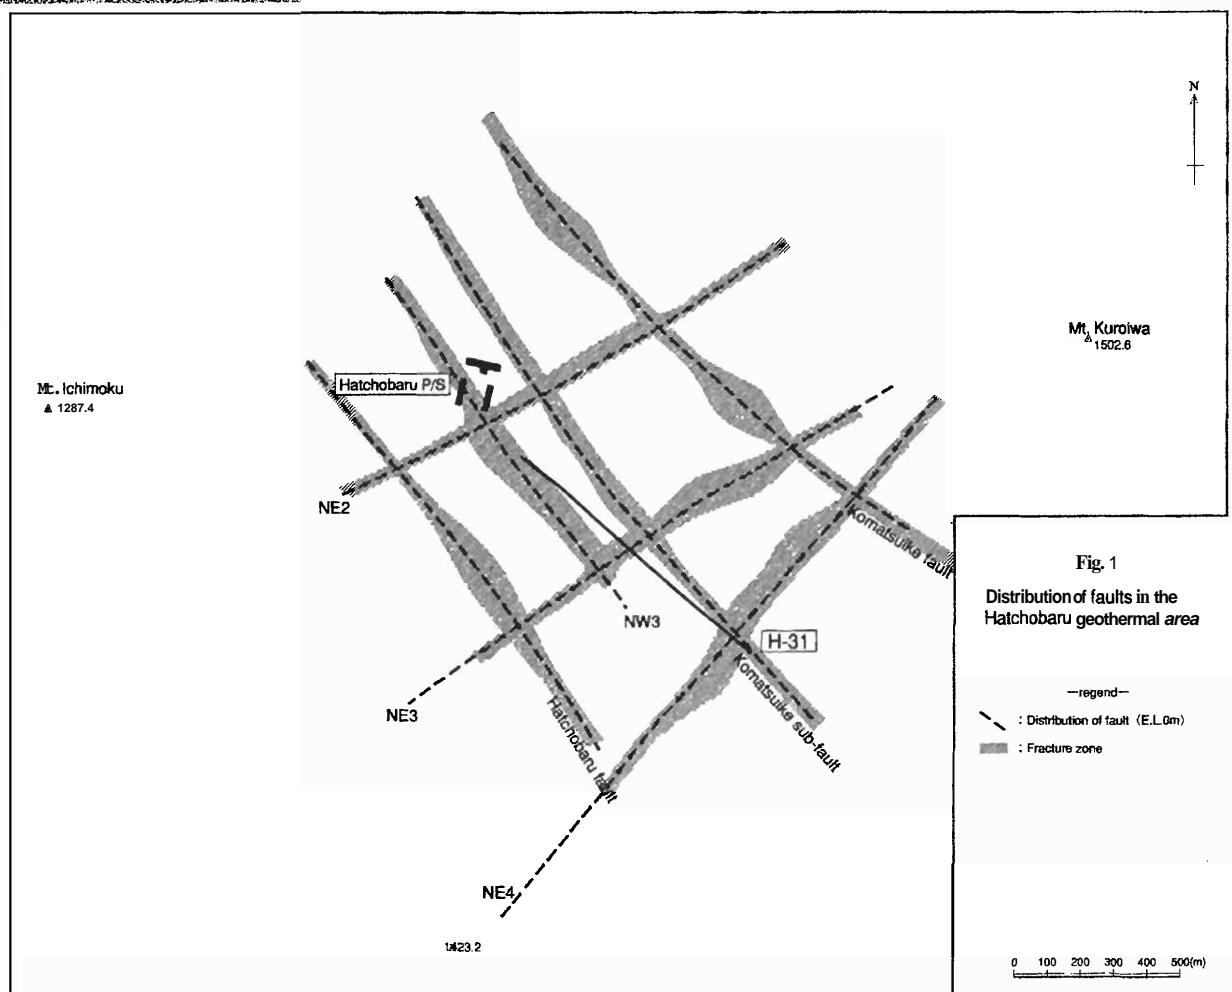 N
Mt. Kuroiwa
1502.6
Mt. Ichimoku
1287.4
Hatchobaru P/S
NE2
Komatsuike fault
NW3
H-31
NE3
Hatchobaru fault
Komatsuike sub-fault
NE4
1423.2
Fig. 1
Distribution of faults in the
Hatchobaru geothermal area
—regend—
: Distribution of fault (E.L.0m)
: Fracture zone
0 100 200 300 400 500(m)